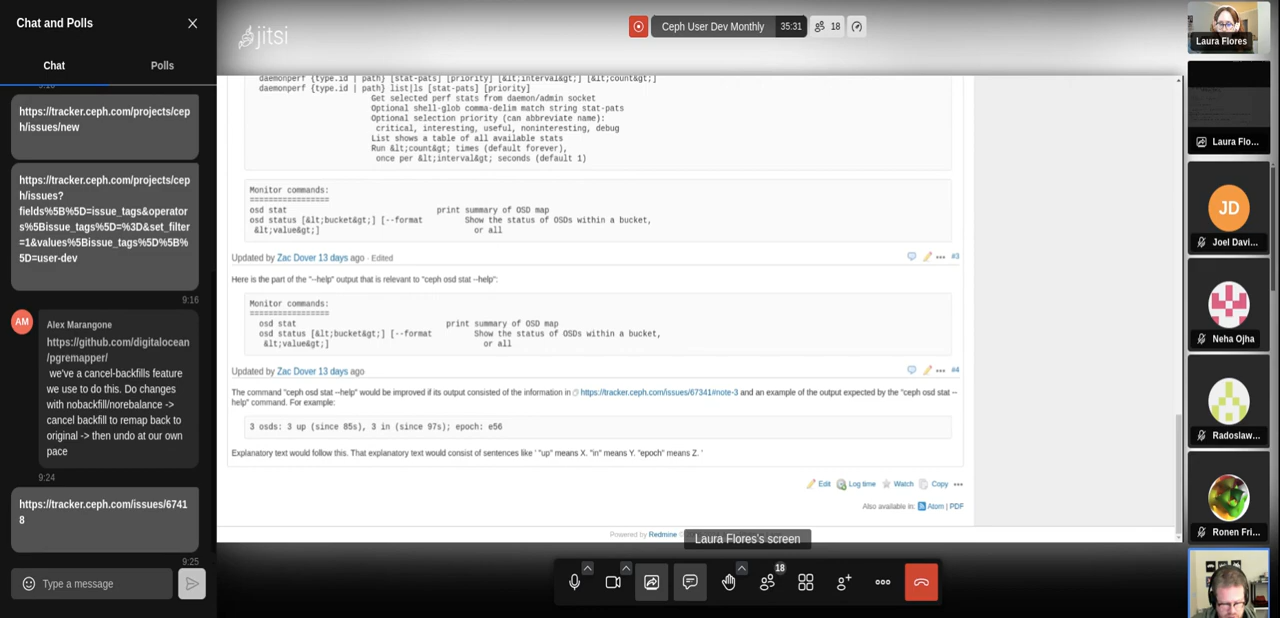 Chat and Polls
Chat
Polls
https://tracker.ceph.com/projects/cep
h/issues/new
https://tracker.ceph.com/projects/cep
h/issues?
fields%5B%5D=issue_tags&operator
s%5Bissue_tags%5D=%3D&set_filter
=1&values%5Bissue_tags%5D%5B%
5D=user-dev
9:16
AM
Alex Marangone
https://github.com/digitalocean
/pgremapper/
we've a cancel-backfills feature
we use to do this. Do changes
with nobackfill/norebalance ->
cancel backfill to remap back to
original -> then undo at our own
pace
9:24
https://tracker.ceph.com/issues/6741
8
9:25
Type a message
jitsi
Ceph User Dev Monthly
35:31
18
daemonperf {type.id | path} [stat-pats] [priority] [&lt;interval&gt;] [&lt;count&gt;]
daemonperf {type.id | path} list|ls [stat-pats] [priority]
Get selected perf stats from daemon/admin socket
Optional shell-glob comma-delim match string stat-pats
Optional selection priority (can abbreviate name):
critical, interesting, useful, noninteresting, debug
List shows a table of all available stats
Run &lt;count&gt; times (default forever),
once per &lt;interval&gt; seconds (default 1)
Monitor commands:
=================
osd stat print summary of OSD map
osd status [&lt;bucket&gt;] [--format Show the status of OSDs within a bucket,
&lt;value&gt;] or all
Updated by Zac Dover 13 days ago · Edited
#3
Here is the part of the "--help" output that is relevant to "ceph osd stat --help":
Monitor commands:
=================
osd stat print summary of OSD map
osd status [&lt;bucket&gt;] [--format Show the status of OSDs within a bucket,
&lt;value&gt;] or all
Updated by Zac Dover 13 days ago
#4
The command "ceph osd stat --help" would be improved if its output consisted of the information in https://tracker.ceph.com/issues/67341#note-3 and an example of the output expected by the "ceph osd stat --
help" command. For example:
3 osds: 3 up (since 85s), 3 in (since 97s); epoch: e56
Explanatory text would follow this. That explanatory text would consist of sentences like ' "up" means X. "in" means Y. "epoch" means Z. '
Edit Log time Watch Copy
Also available in: Atom | PDF
Powered by Redmine
Laura Flores's screen
18
Laura Flores
Laura Flo...
JD
Joel Davi...
Neha Ojha
Radoslaw...
Ronen Fri...